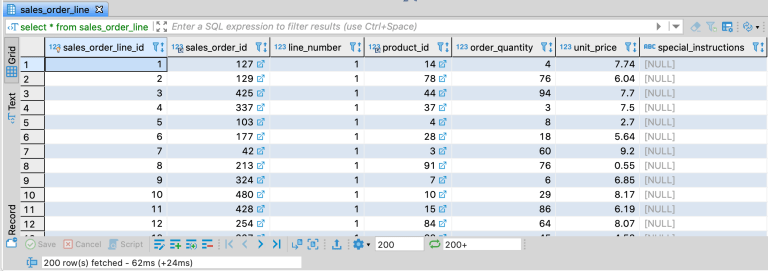 sales_order_line
select * from sales_order_line Enter a SQL expression to filter results (use Ctrl+Space)
Grid
Text
Record
123 sales_order_line_id 123 sales_order_id 123 line_number 123 product_id 123 order_quantity 123 unit_price ABC special_instructions
1 1 127 1 14 4 7.74 [NULL]
2 2 129 1 78 76 6.04 [NULL]
3 3 425 1 44 94 7.7 [NULL]
4 4 337 1 37 3 7.5 [NULL]
5 5 103 1 4 8 2.7 [NULL]
6 6 177 1 28 18 5.64 [NULL]
7 7 42 1 3 60 9.2 [NULL]
8 8 213 1 91 76 0.55 [NULL]
9 9 324 1 7 6 6.85 [NULL]
10 10 480 1 10 29 8.17 [NULL]
11 11 428 1 15 86 6.19 [NULL]
12 12 254 1 84 64 8.07 [NULL]
Save Cancel Script 200 200+
200 row(s) fetched - 62ms (+24ms)